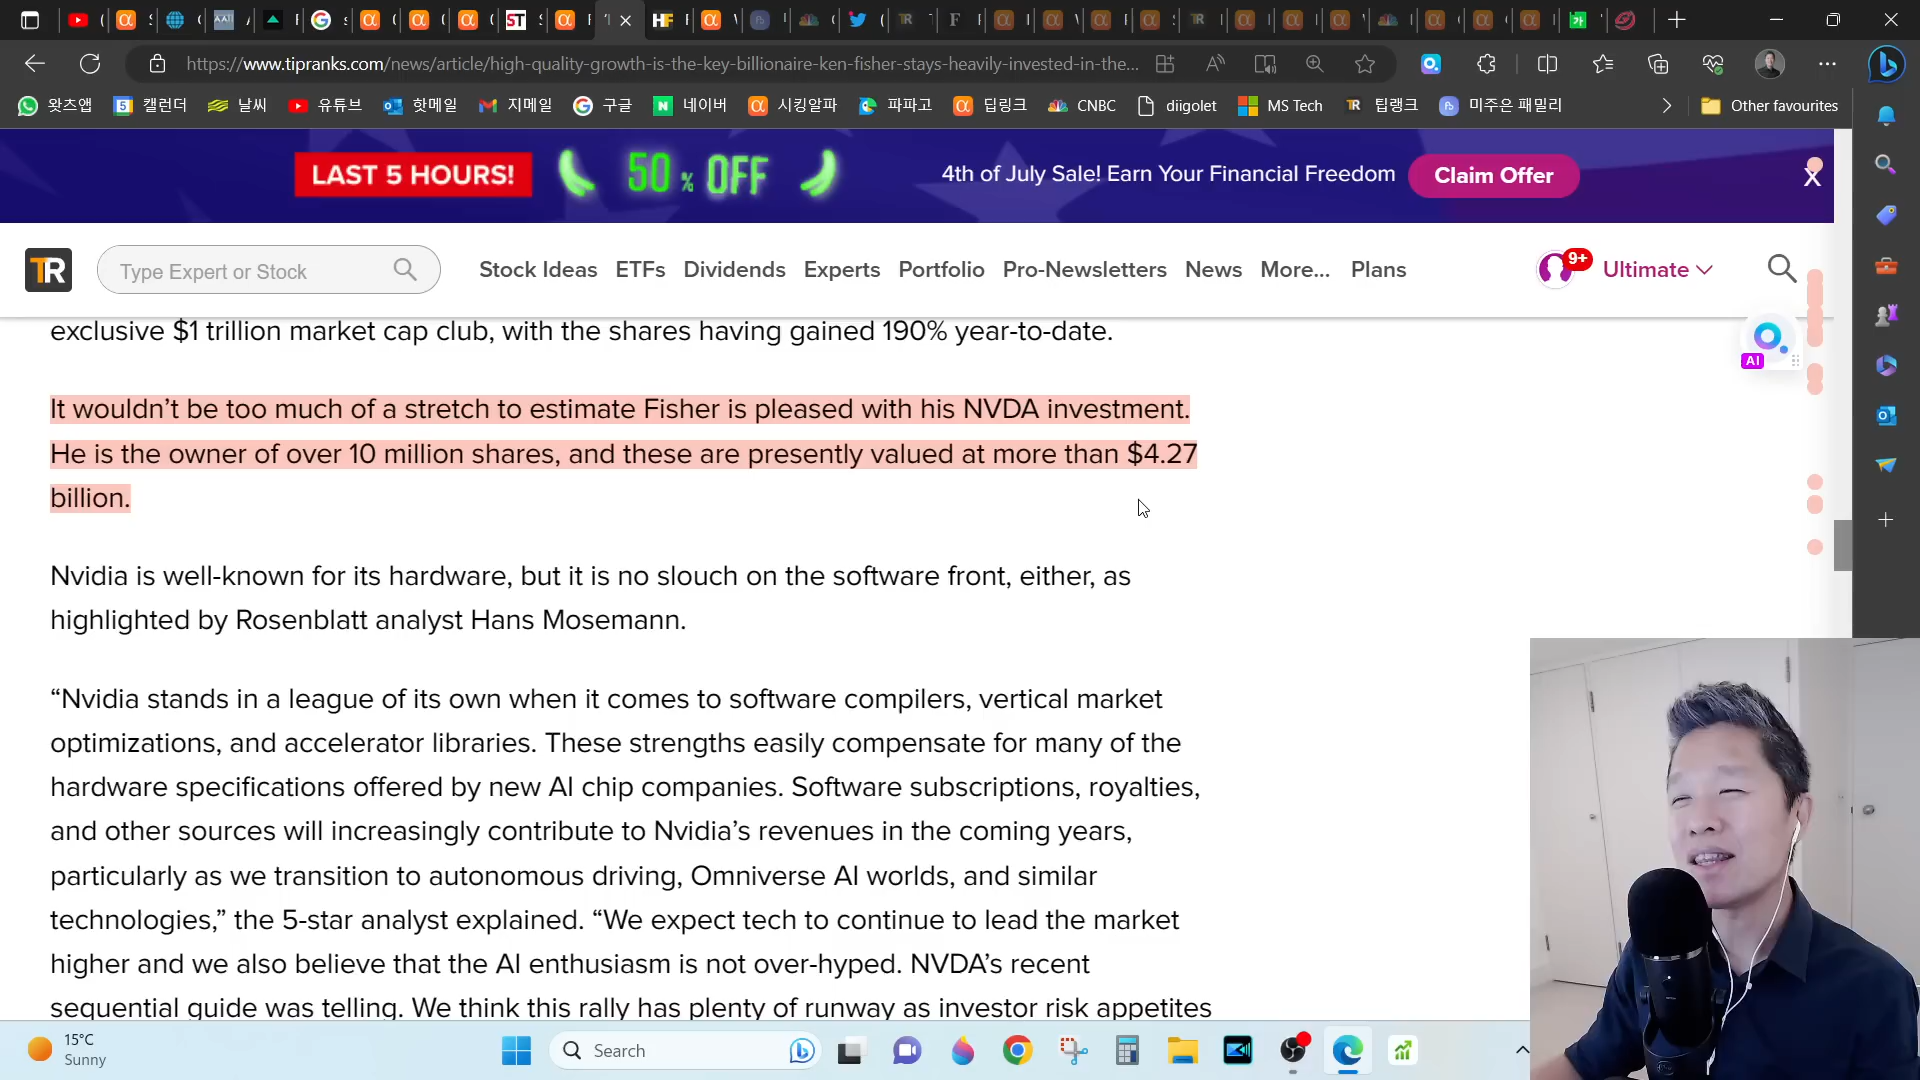 https://www.tipranks.com/news/article/high-quality-growth-is-the-key-billionaire-ken-fisher-stays-heavily-invested-in-the...
왓츠앱 캘린더 날씨 유튜브 핫메일 지메일 구글 네이버 시킹알파 파파고 딥링크 CNBC diigolet MS Tech 팁랭크 미주은 패밀리 Other favourites
LAST 5 HOURS! 50% OFF 4th of July Sale! Earn Your Financial Freedom Claim Offer X
TR Type Expert or Stock Stock Ideas ETFs Dividends Experts Portfolio Pro-Newsletters News More... Plans 9+ Ultimate
exclusive $1 trillion market cap club, with the shares having gained 190% year-to-date.
AI
It wouldn’t be too much of a stretch to estimate Fisher is pleased with his NVDA investment.
He is the owner of over 10 million shares, and these are presently valued at more than $4.27
billion.
Nvidia is well-known for its hardware, but it is no slouch on the software front, either, as
highlighted by Rosenblatt analyst Hans Mosemann.
“Nvidia stands in a league of its own when it comes to software compilers, vertical market
optimizations, and accelerator libraries. These strengths easily compensate for many of the
hardware specifications offered by new AI chip companies. Software subscriptions, royalties,
and other sources will increasingly contribute to Nvidia’s revenues in the coming years,
particularly as we transition to autonomous driving, Omniverse AI worlds, and similar
technologies,” the 5-star analyst explained. “We expect tech to continue to lead the market
higher and we also believe that the AI enthusiasm is not over-hyped. NVDA’s recent
sequential guide was telling. We think this rally has plenty of runway as investor risk appetites
15°C
Sunny
Search